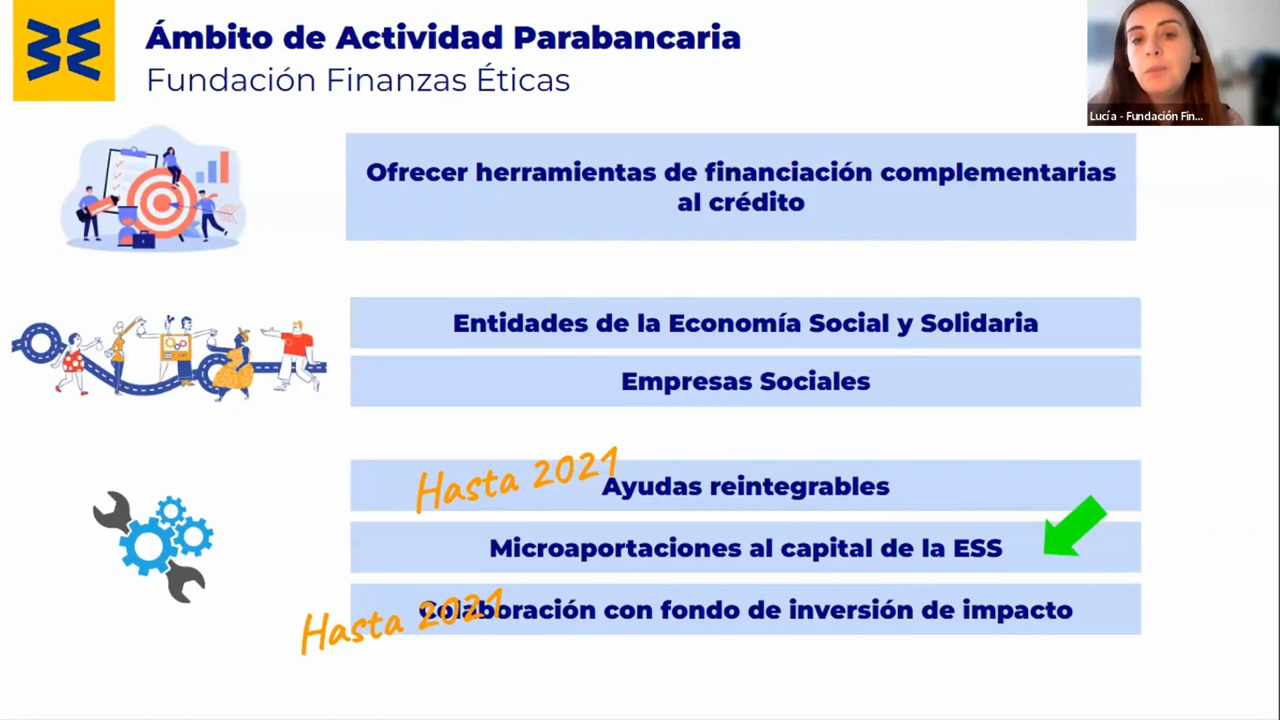 Ámbito de Actividad Parabancaria
Fundación Finanzas Éticas
Lucía - Fundación Fin...
Ofrecer herramientas de financiación complementarias
al crédito
Entidades de la Economía Social y Solidaria
Empresas Sociales
Hasta 2021
Ayudas reintegrables
Microaportaciones al capital de la ESS
Hasta 2021
Colaboración con fondo de inversión de impacto